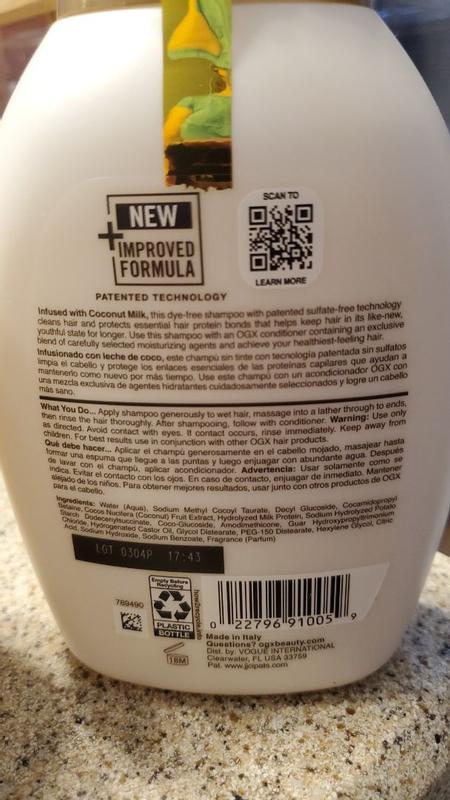 NEW
+
IMPROVED
FORMULA
PATENTED TECHNOLOGY
SCAN TO
LEARN MORE
Infused with Coconut Milk, this dye-free shampoo with patented sulfate-free technology
cleans hair and protects essential hair protein bonds that helps keep hair in its like-new,
youthful state for longer. Use this shampoo with an OGX conditioner containing an exclusive
blend of carefully selected moisturizing agents and achieve your healthiest-feeling hair.
Infusionado con leche de coco, este champú sin tinte con tecnología patentada sin sulfatos
limpia el cabello y protege los enlaces esenciales de las proteínas capilares que ayudan a
mantenerlo como nuevo por más tiempo. Use este champú con un acondicionador OGX con
una mezcla exclusiva de agentes hidratantes cuidadosamente seleccionados y logre un cabello
más sano.
What You Do... Apply shampoo generously to wet hair, massage into a lather through to ends,
then rinse the hair thoroughly. After shampooing, follow with conditioner. Warning: Use only
as directed. Avoid contact with eyes. If contact occurs, rinse immediately. Keep away from
children. For best results use in conjunction with other OGX hair products.
Qué debe hacer... Aplicar el champú generosamente en el cabello mojado, masajear hasta
formar una espuma que llegue a las puntas y luego enjuagar con abundante agua. Después
de lavar con el champú, aplicar acondicionador. Advertencia: Usar solamente como se
indica. Evitar el contacto con los ojos. En caso de contacto, enjuagar de inmediato. Mantener
alejado de los niños. Para obtener mejores resultados, usar junto con otros productos de OGX
para el cabello.
Ingredients: Water (Aqua), Sodium Methyl Cocoyl Taurate, Decyl Glucoside, Cocamidopropyl
Betaine, Cocos Nucifera (Coconut) Fruit Extract, Hydrolyzed Milk Protein, Sodium Hydrolyzed Potato
Starch Dodecenylsuccinate, Coco-Glucoside, Amodimethicone, Guar Hydroxypropyltrimonium
Chloride, Hydrogenated Castor Oil, Glycol Distearate, PEG-150 Distearate, Hexylene Glycol, Citric
Acid, Sodium Hydroxide, Sodium Benzoate, Fragrance (Parfum)
LOT 0304P 17:43
789490
Empty Before
Recycling
PLASTIC
BOTTLE
how2recycle.info
18M
0 22796 91005 9
Made in Italy
Questions? ogxbeauty.com
Dist. by: VOGUE INTERNATIONAL
Clearwater, FL USA 33759
Pat. www.jjcipats.com